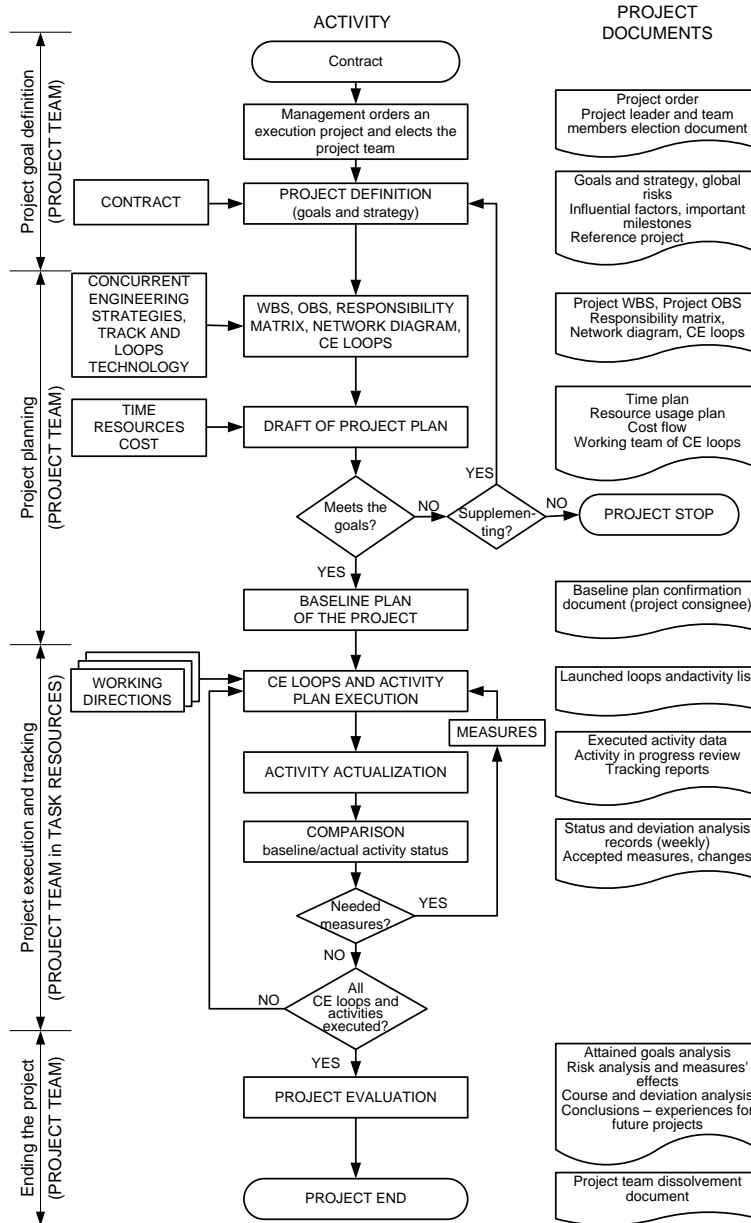 ACTIVITY
PROJECT
DOCUMENTS
Project goal definition
(PROJECT TEAM)
Contract
Management orders an
execution project and elects the
project team
Project order
Project leader and team
members election document
CONTRACT
PROJECT DEFINITION
(goals and strategy)
Goals and strategy, global
risks
Influential factors, important
milestones
Reference project
Project planning
(PROJECT TEAM)
CONCURRENT
ENGINEERING
STRATEGIES,
TRACK AND
LOOPS
TECHNOLOGY
WBS, OBS, RESPONSIBILITY
MATRIX, NETWORK DIAGRAM,
CE LOOPS
Project WBS, Project OBS
Responsibility matrix,
Network diagram, CE loops
TIME
RESOURCES
COST
DRAFT OF PROJECT PLAN
Time plan
Resource usage plan
Cost flow
Working team of CE loops
Meets the
goals?
NO
YES
Supplemen-
ting?
NO
PROJECT STOP
YES
BASELINE PLAN
OF THE PROJECT
Baseline plan confirmation
document (project consignee)
Project execution and tracking
(PROJECT TEAM in TASK RESOURCES)
WORKING
DIRECTIONS
CE LOOPS AND ACTIVITY
PLAN EXECUTION
Launched loops andactivity lis
MEASURES
ACTIVITY ACTUALIZATION
Executed activity data
Activity in progress review
Tracking reports
COMPARISON
baseline/actual activity status
Status and deviation analysis
records (weekly)
Accepted measures, changes
Needed
measures?
YES
NO
All
CE loops and
activities
executed?
NO
YES
Ending the project
(PROJECT TEAM)
PROJECT EVALUATION
Attained goals analysis
Risk analysis and measures'
effects
Course and deviation analysis
Conclusions – experiences for
future projects
PROJECT END
Project team dissolvement
document